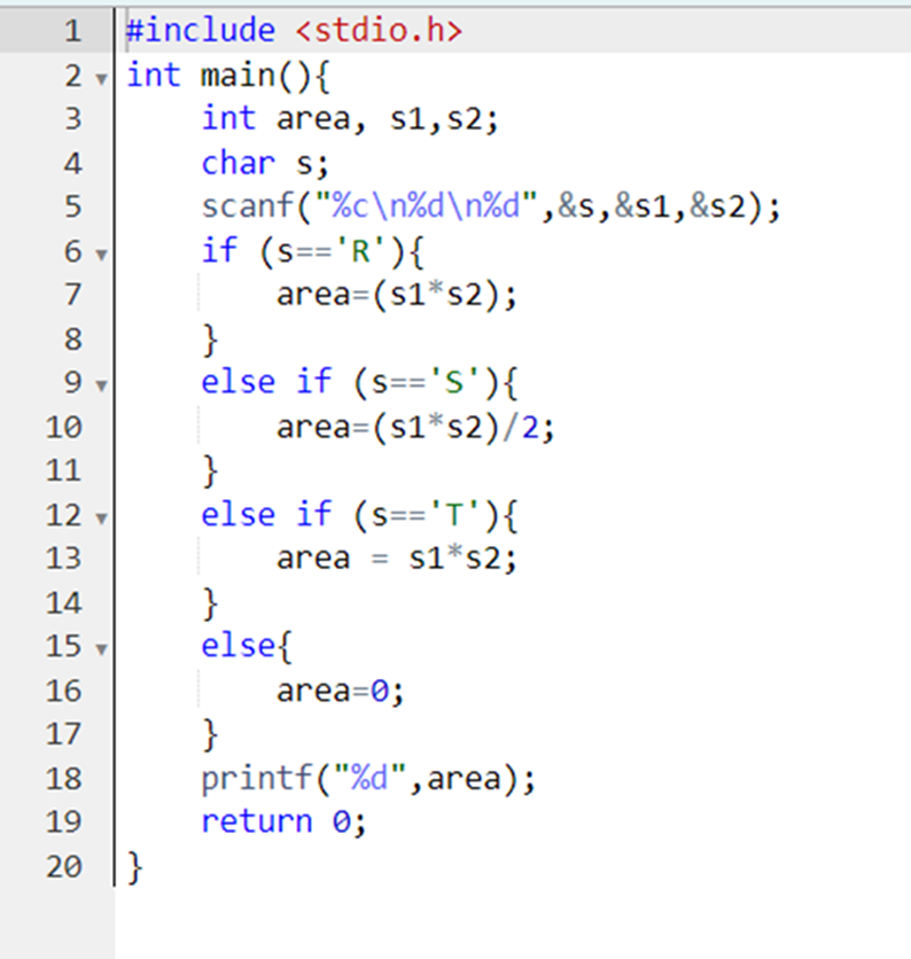 1 #include <stdio.h>
2 int main(){
3 int area, s1,s2;
4 char s;
5 scanf("%c\n%d\n%d",&s,&s1,&s2);
6 if (s=='R'){
7 area=(s1*s2);
8 }
9 else if (s=='S'){
10 area=(s1*s2)/2;
11 }
12 else if (s=='T'){
13 area = s1*s2;
14 }
15 else{
16 area=0;
17 }
18 printf("%d",area);
19 return 0;
20 }